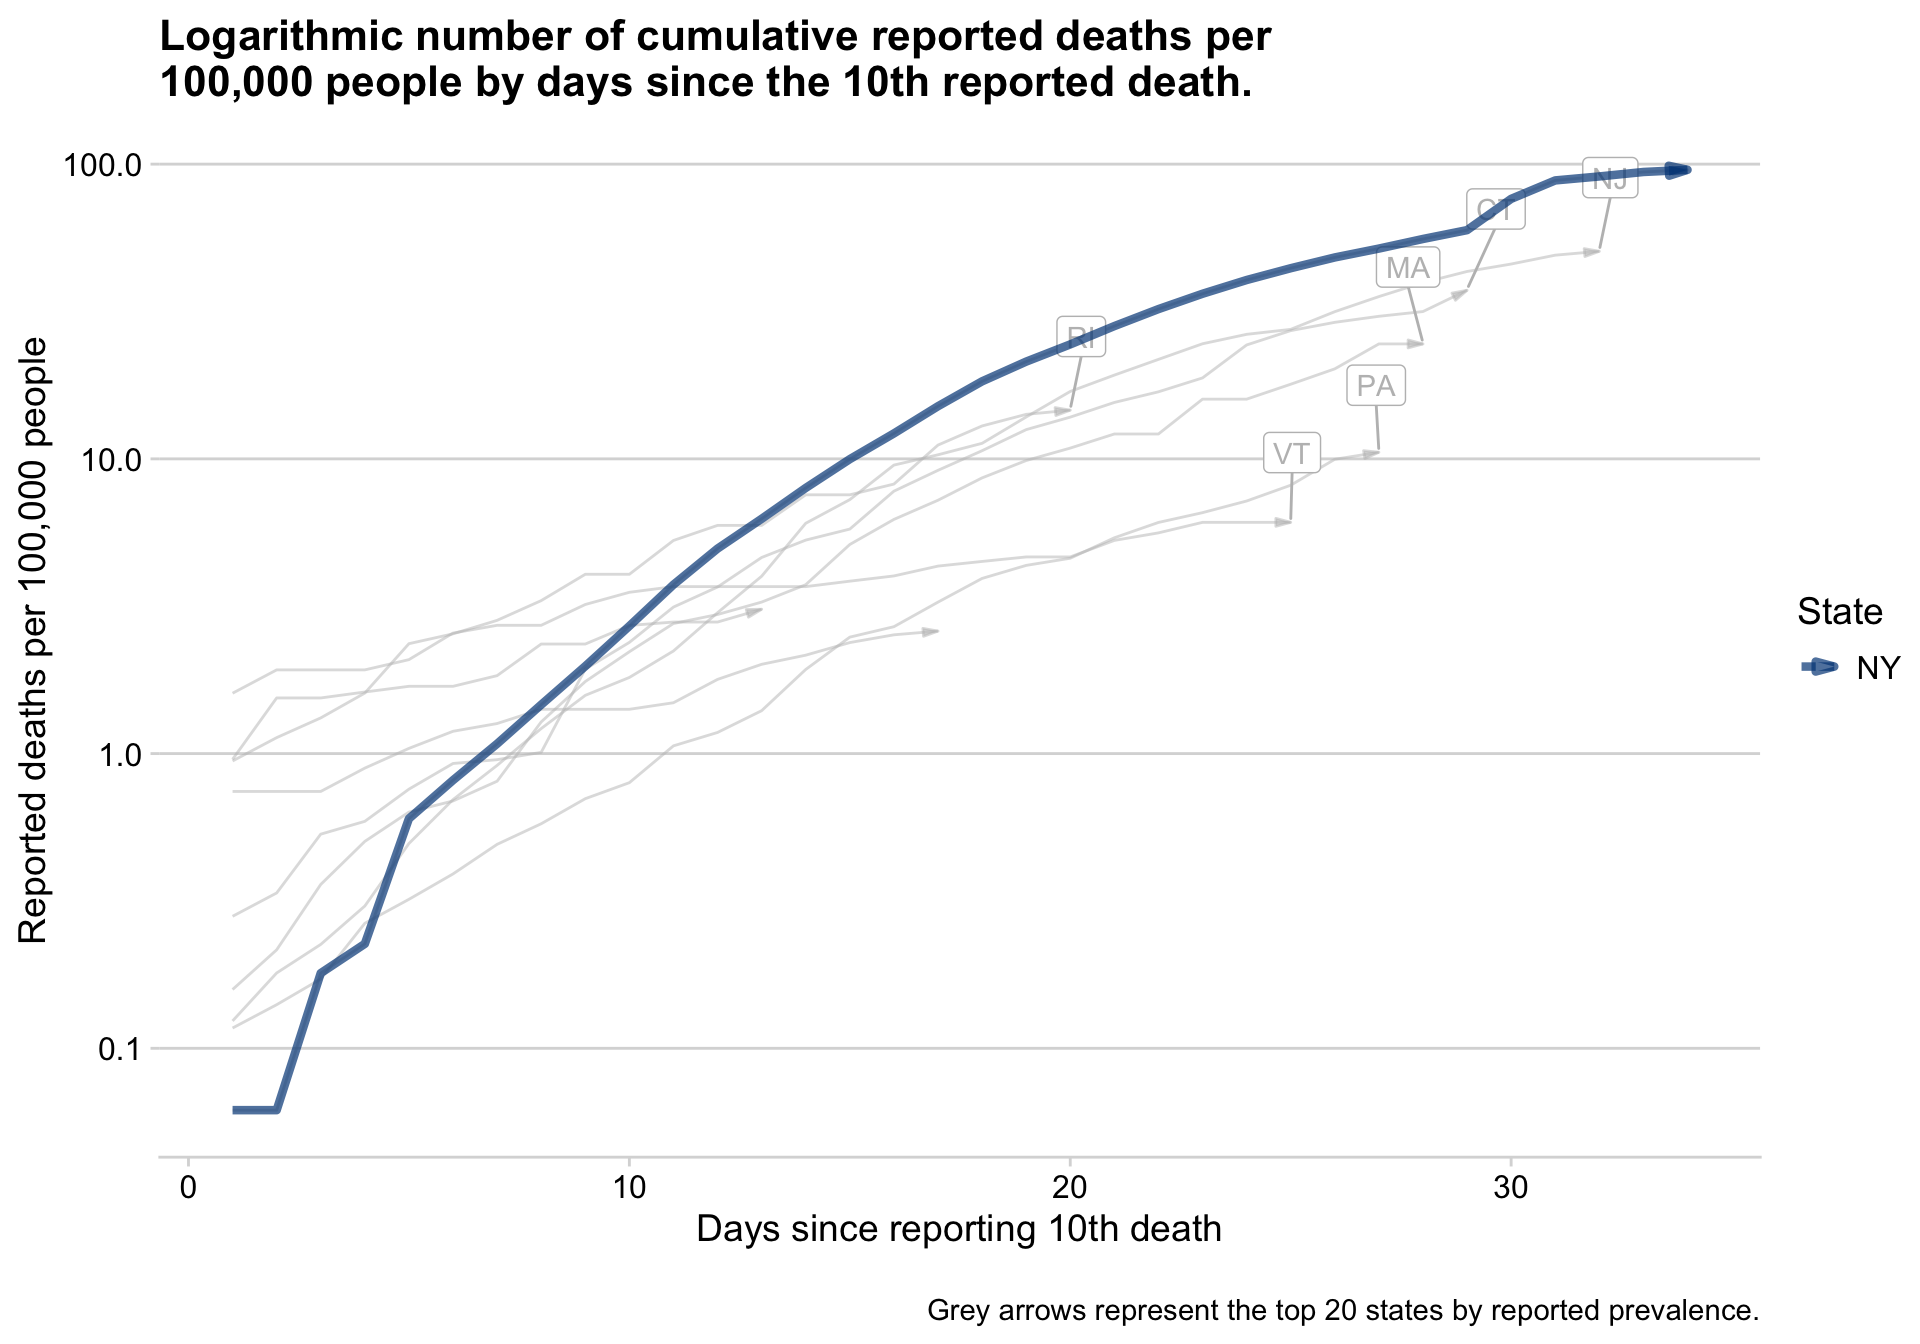 Logarithmic number of cumulative reported deaths per
100,000 people by days since the 10th reported death.
Reported deaths per 100,000 people
100.0
10.0
1.0
0.1
NJ
CT
MA
RI
PA
VT
State
NY
0 10 20 30
Days since reporting 10th death
Grey arrows represent the top 20 states by reported prevalence.